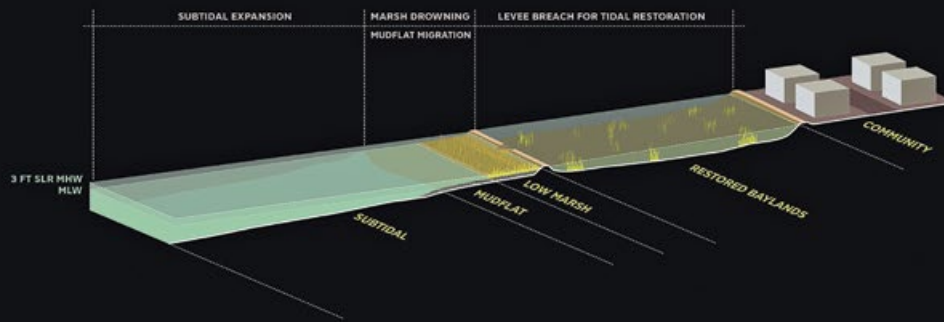 SUBTIDAL EXPANSION
MARSH DROWNING
LEVEE BREACH FOR TIDAL RESTORATION
MUDFLAT MIGRATION
COMMUNITY
3 FT SLR MHW
MLW
RESTORED BAYLANDS
LOW MARSH
MUDFLAT
SUBTIDAL